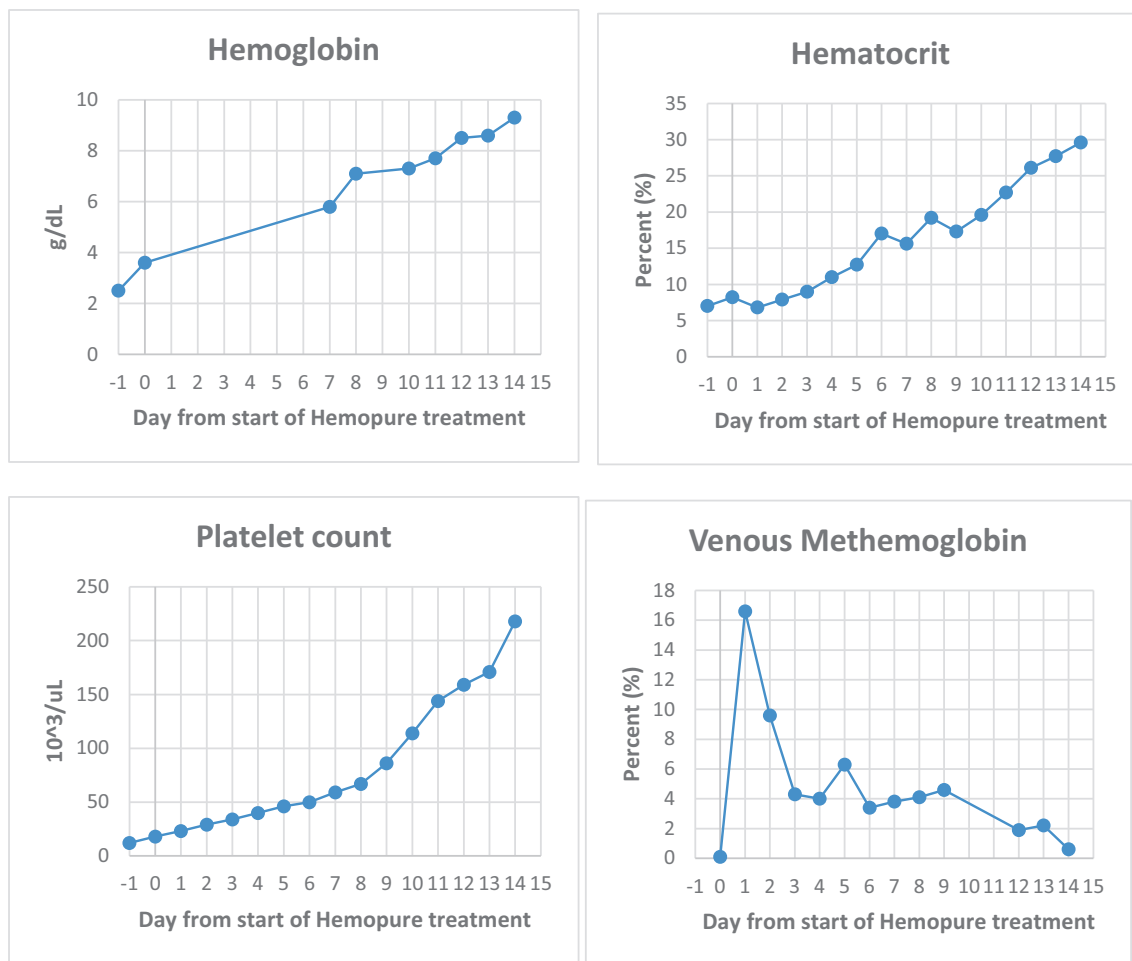 Hemoglobin
g/dL
10
8
6
4
2
0
-1 0 1 2 3 4 5 6 7 8 9 10 11 12 13 14 15
Day from start of Hemopure treatment
Hematocrit
Percent (%)
35
30
25
20
15
10
5
0
-1 0 1 2 3 4 5 6 7 8 9 10 11 12 13 14 15
Day from start of Hemopure treatment
Platelet count
10^3/uL
250
200
150
100
50
0
-1 0 1 2 3 4 5 6 7 8 9 10 11 12 13 14 15
Day from start of Hemopure treatment
Venous Methemoglobin
Percent (%)
18
16
14
12
10
8
6
4
2
0
-1 0 1 2 3 4 5 6 7 8 9 10 11 12 13 14 15
Day from start of Hemopure treatment